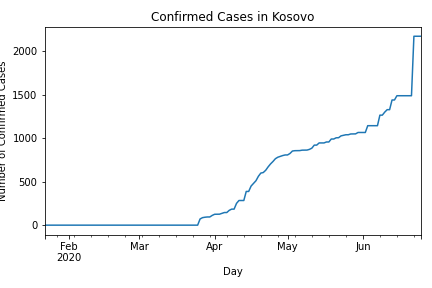 Confirmed Cases in Kosovo
Number of Confirmed Cases
2000
1500
1000
500
0
Feb
2020
Mar
Apr
May
Jun
Day